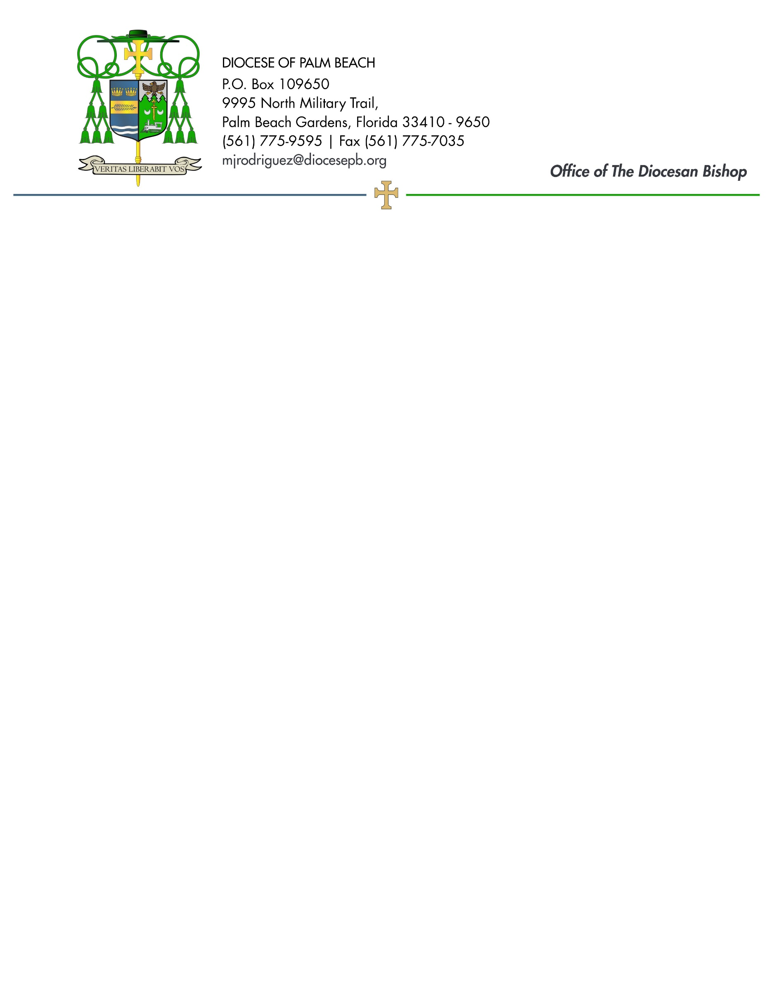 DIOCESE OF PALM BEACH
P.O. Box 109650
9995 North Military Trail,
Palm Beach Gardens, Florida 33410 - 9650
(561) 775-9595 | Fax (561) 775-7035
mjrodriguez@diocesepb.org
VERITAS LIBERABIT VOS
Office of The Diocesan Bishop